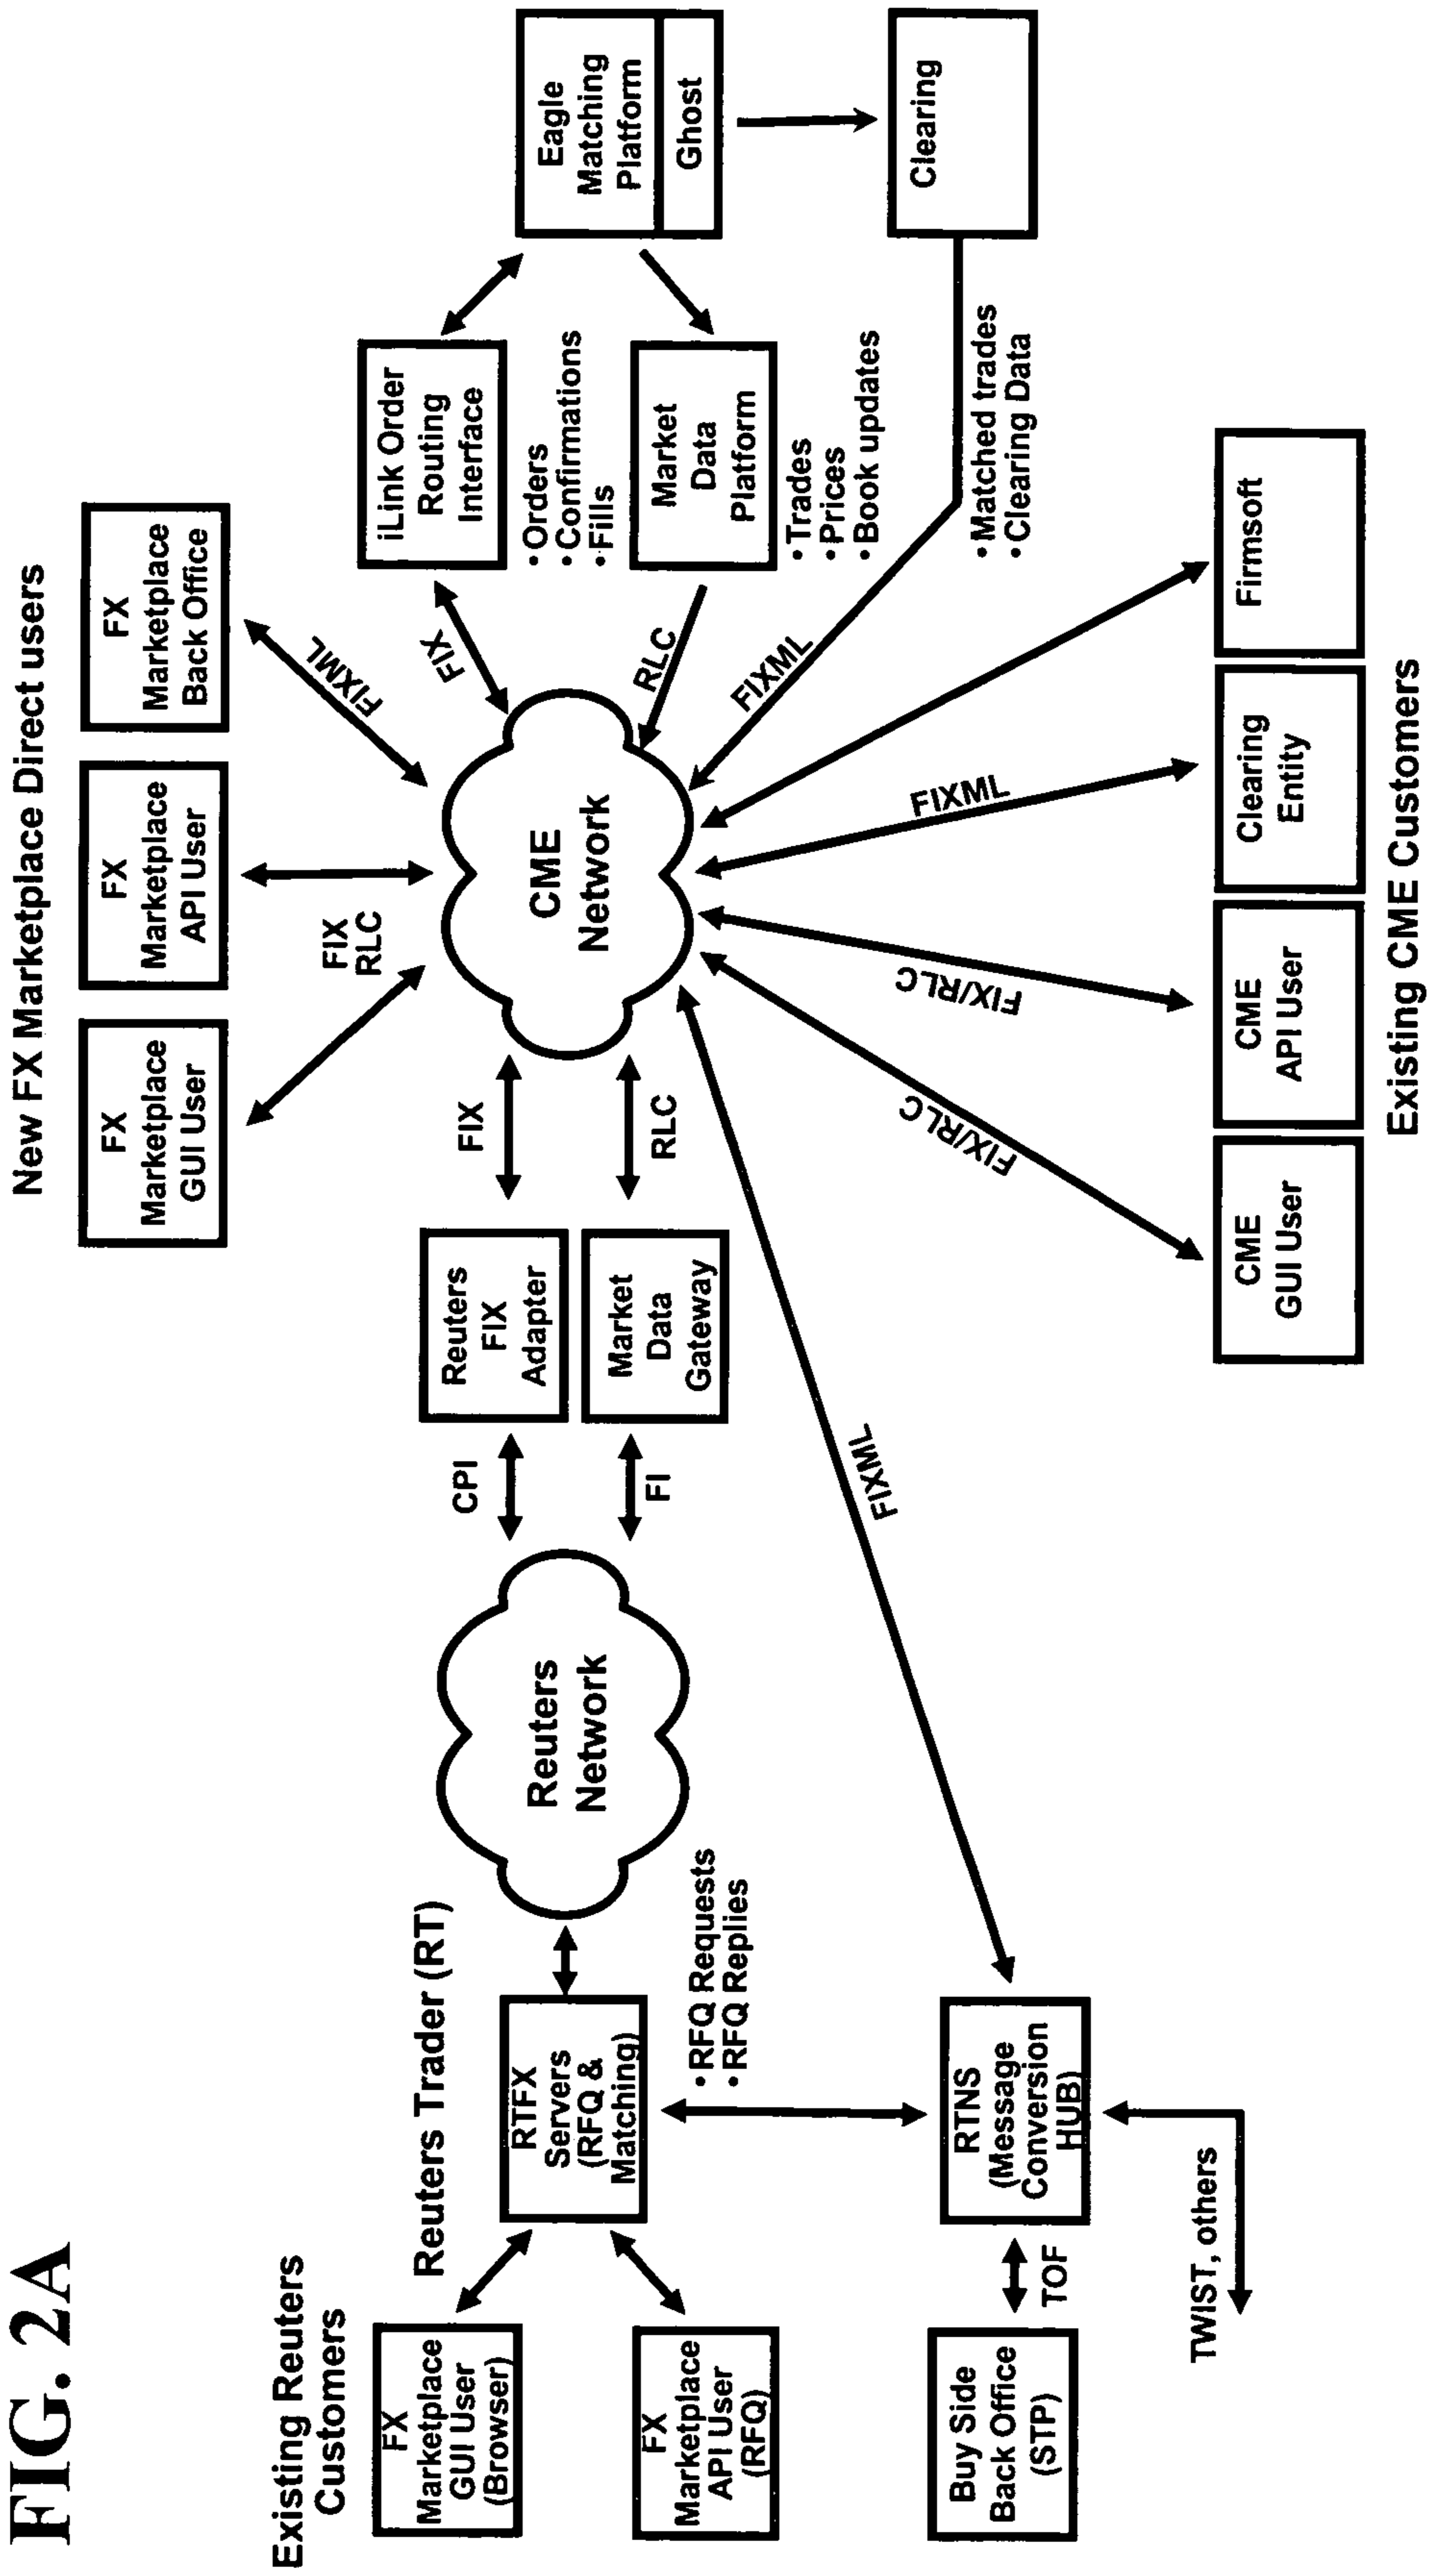 FIG. 2A
Existing Reuters
Customers
FX
Marketplace
GUI User
(Browser)
FX
Marketplace
API User
(RFQ)
Buy Side
Back Office
(STP)
TOF
TWIST, others
Reuters Trader (RT)
RTFX
Servers
(RFQ &
Matching)
•RFQ Requests
•RFQ Replies
RTNS
(Message
Conversion
HUB)
Reuters
Network
CPI
FI
Reuters
FIX
Adapter
Market
Data
Gateway
FIX
RLC
FIXML
New FX Marketplace Direct users
FX
Marketplace
GUI User
FX
Marketplace
API User
FX
Marketplace
Back Office
FIX
RLC
FIXML
CME
Network
FIX
RLC
FIXML
iLink Order
Routing
Interface
•Orders
•Confirmations
•Fills
Market
Data
Platform
•Trades
•Prices
•Book updates
•Matched trades
•Clearing Data
Eagle
Matching
Platform
Ghost
Clearing
FIX/RLC
FIX/RLC
FIXML
CME
GUI User
CME
API User
Clearing
Entity
Firmsoft
Existing CME Customers